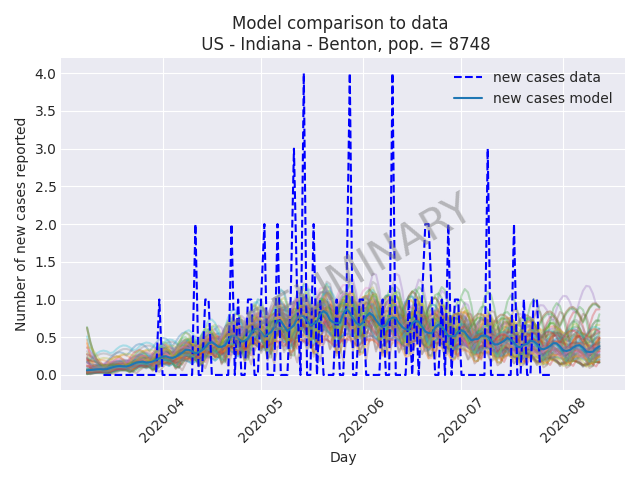 Model comparison to data
US - Indiana - Benton, pop. = 8748
new cases data
new cases model
Number of new cases reported
4.0
3.5
3.0
2.5
2.0
1.5
1.0
0.5
0.0
2020-04
2020-05
2020-06
2020-07
2020-08
Day